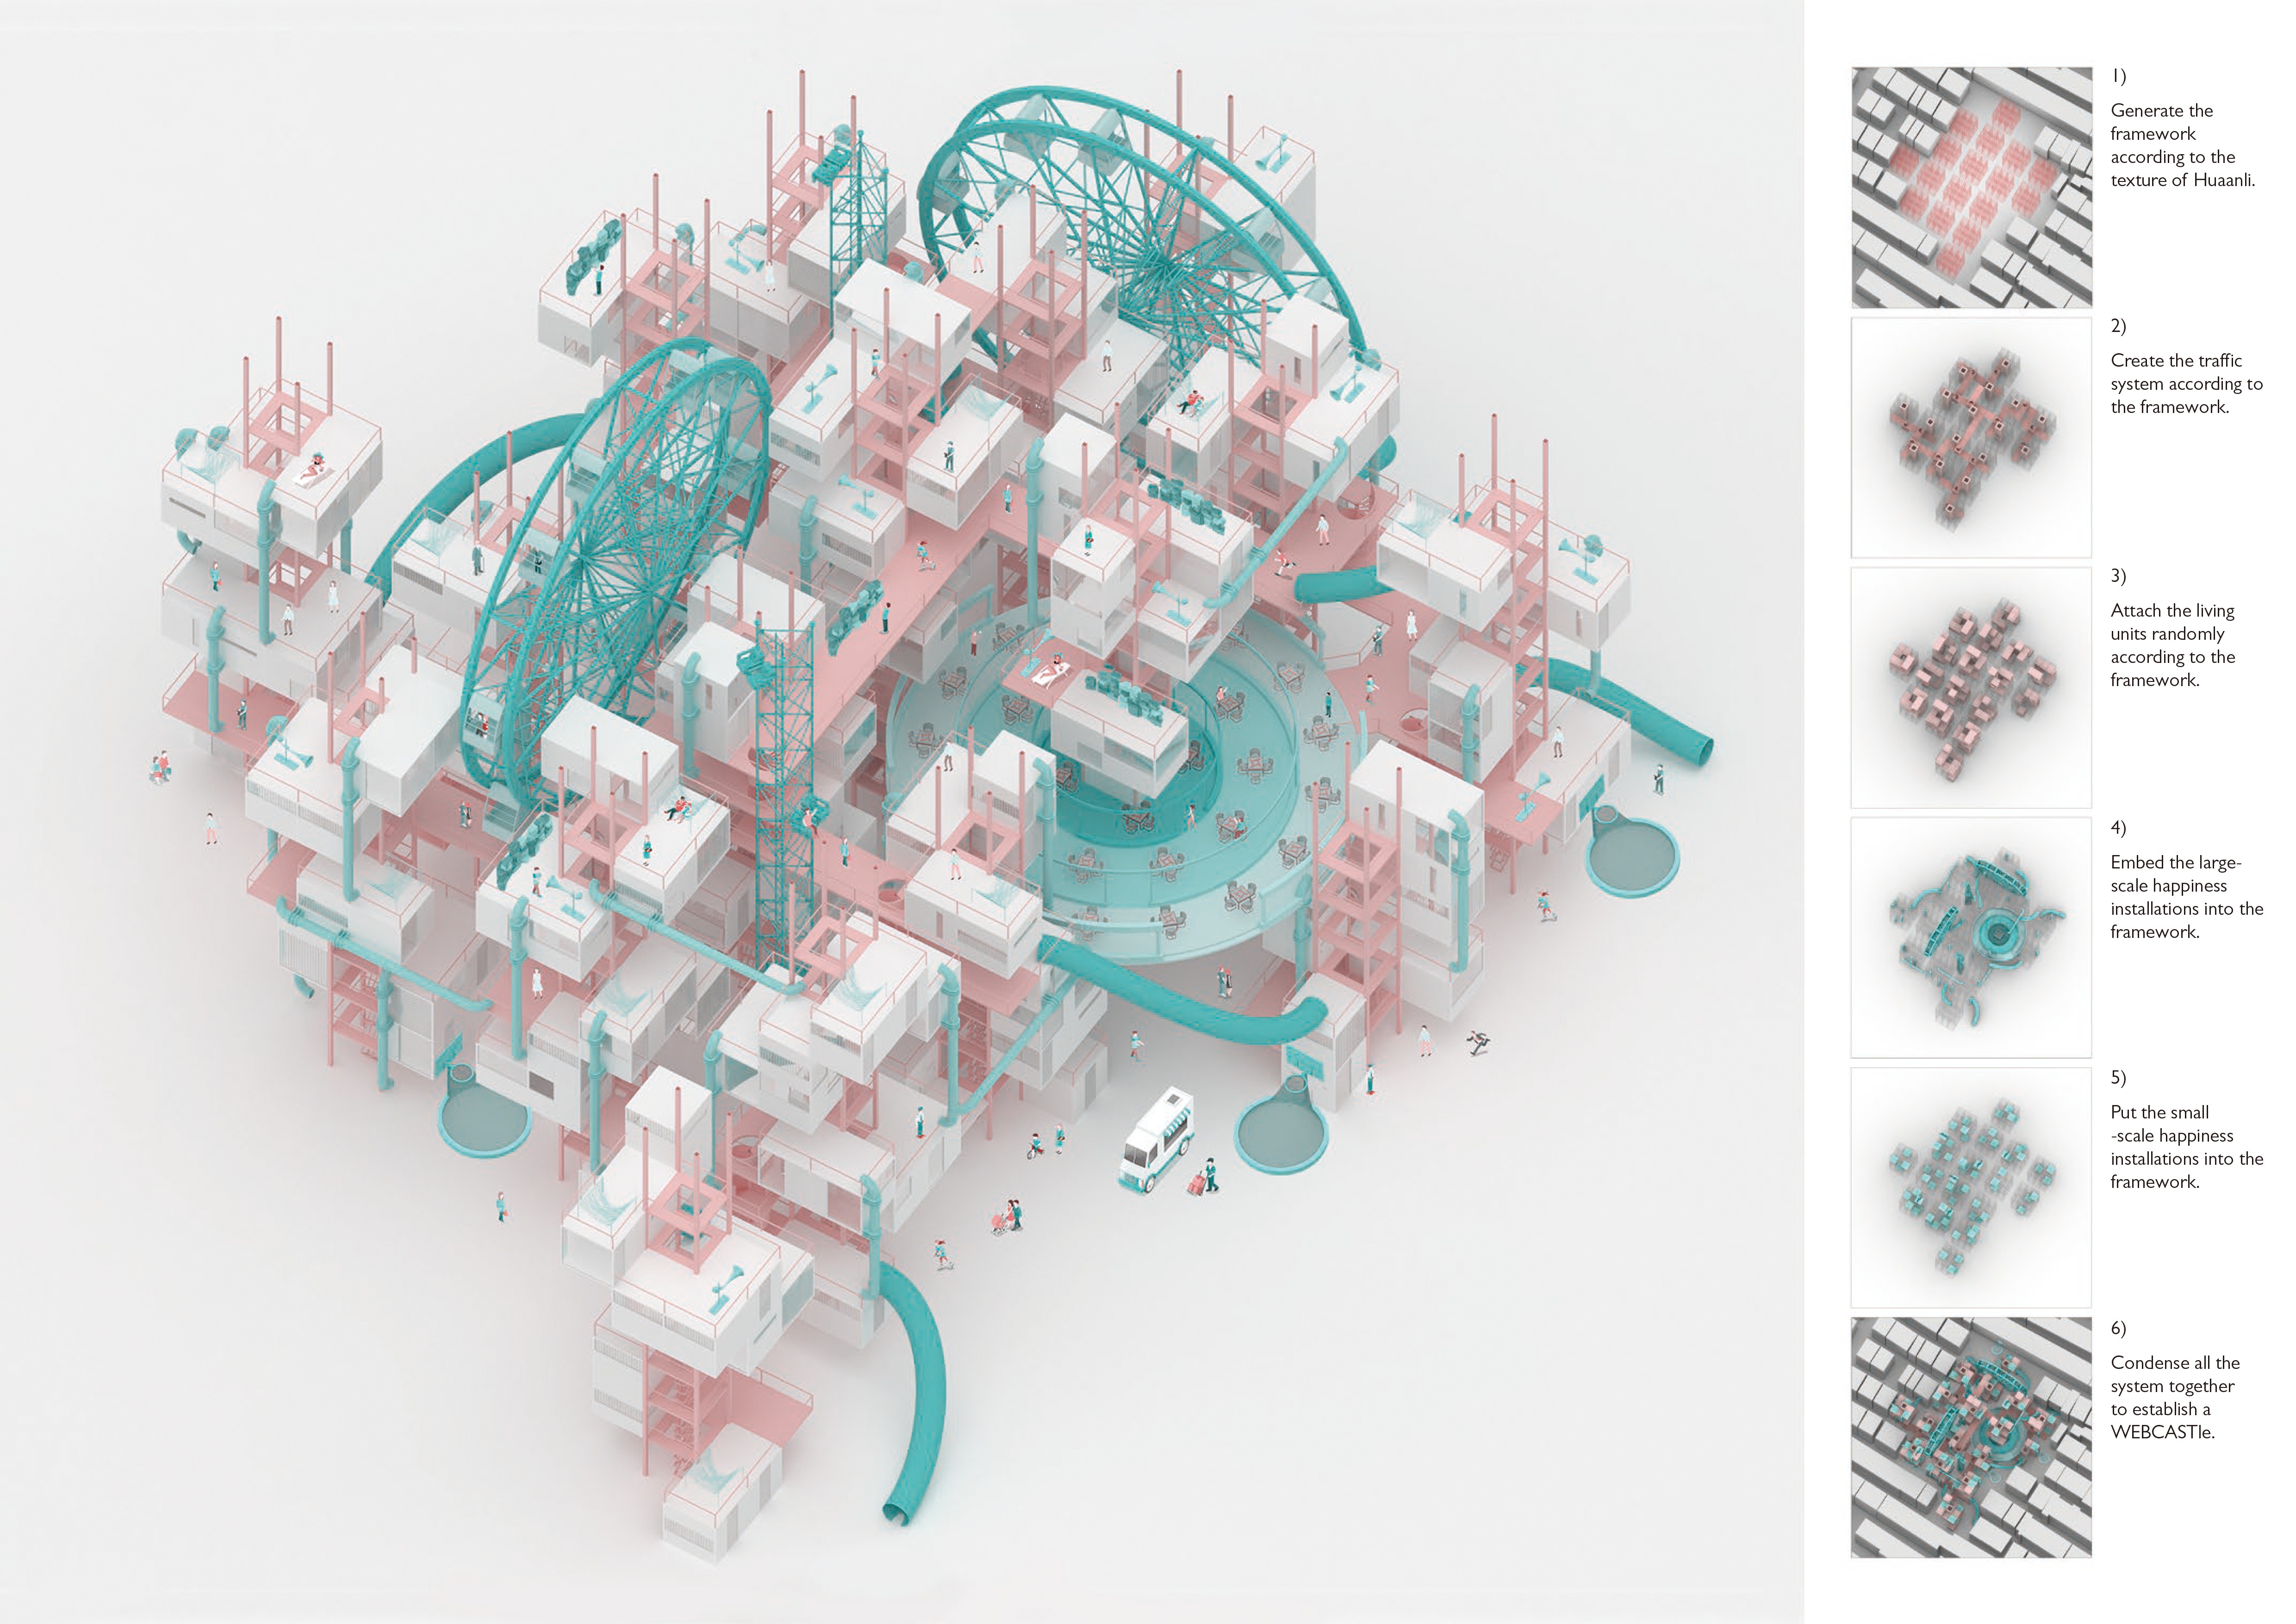 1)
Generate the
framework
according to the
texture of Huaanli.
2)
Create the traffic
system according to
the framework.
3)
Attach the living
units randomly
according to the
framework.
4)
Embed the large-
scale happiness
installations into the
framework.
5)
Put the small
-scale happiness
installations into the
framework.
6)
Condense all the
system together
to establish a
WEBCASTle.